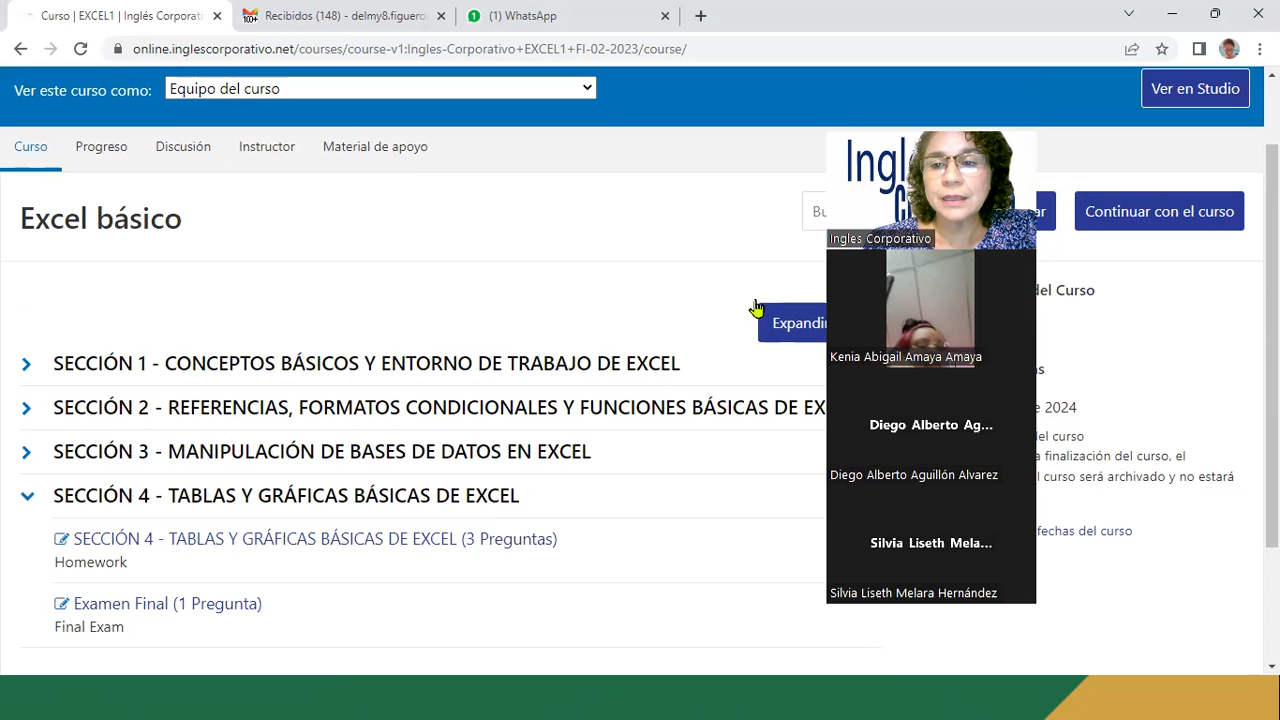 Curso | EXCEL1 | Inglés Corporati
Recibidos (148) - delmy8.figuero
(1) WhatsApp
100+
online.inglescorporativo.net/courses/course-v1:Ingles-Corporativo+EXCEL1+FI-02-2023/course/
Ver este curso como:
Equipo del curso
Ver en Studio
Curso
Progreso
Discusión
Instructor
Material de apoyo
Excel básico
Continuar con el curso
Ingles Corporativo
del Curso
Expandir
Kenia Abigail Amaya Amaya
SECCIÓN 1 - CONCEPTOS BÁSICOS Y ENTORNO DE TRABAJO DE EXCEL
SECCIÓN 2 - REFERENCIAS, FORMATOS CONDICIONALES Y FUNCIONES BÁSICAS DE EX
e 2024
Diego Alberto Ag...
del curso
a finalización del curso, el
l curso será archivado y no estará
Diego Alberto Aguillón Alvarez
SECCIÓN 3 - MANIPULACIÓN DE BASES DE DATOS EN EXCEL
SECCIÓN 4 - TABLAS Y GRÁFICAS BÁSICAS DE EXCEL
fechas del curso
SECCIÓN 4 - TABLAS Y GRÁFICAS BÁSICAS DE EXCEL (3 Preguntas)
Homework
Silvia Liseth Mela...
Silvia Liseth Melara Hernández
Examen Final (1 Pregunta)
Final Exam